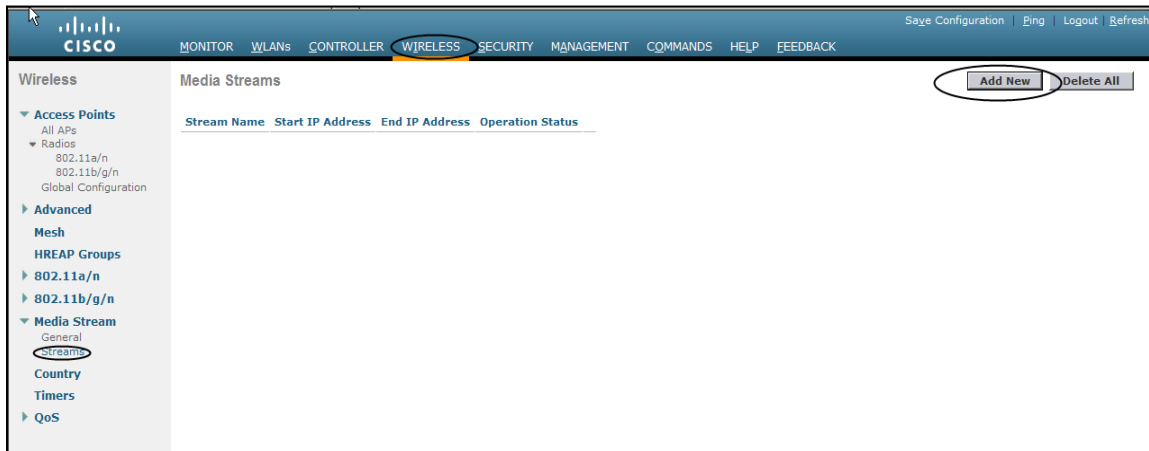 Save Configuration | Ping | Logout | Refresh
CISCO
MONITOR WLANs CONTROLLER WIRELESS SECURITY MANAGEMENT COMMANDS HELP FEEDBACK
Wireless
Access Points
All APs
Radios
802.11a/n
802.11b/g/n
Global Configuration
Advanced
Mesh
HREAP Groups
802.11a/n
802.11b/g/n
Media Stream
General
Streams
Country
Timers
QoS
Media Streams
Add New Delete All
Stream Name Start IP Address End IP Address Operation Status